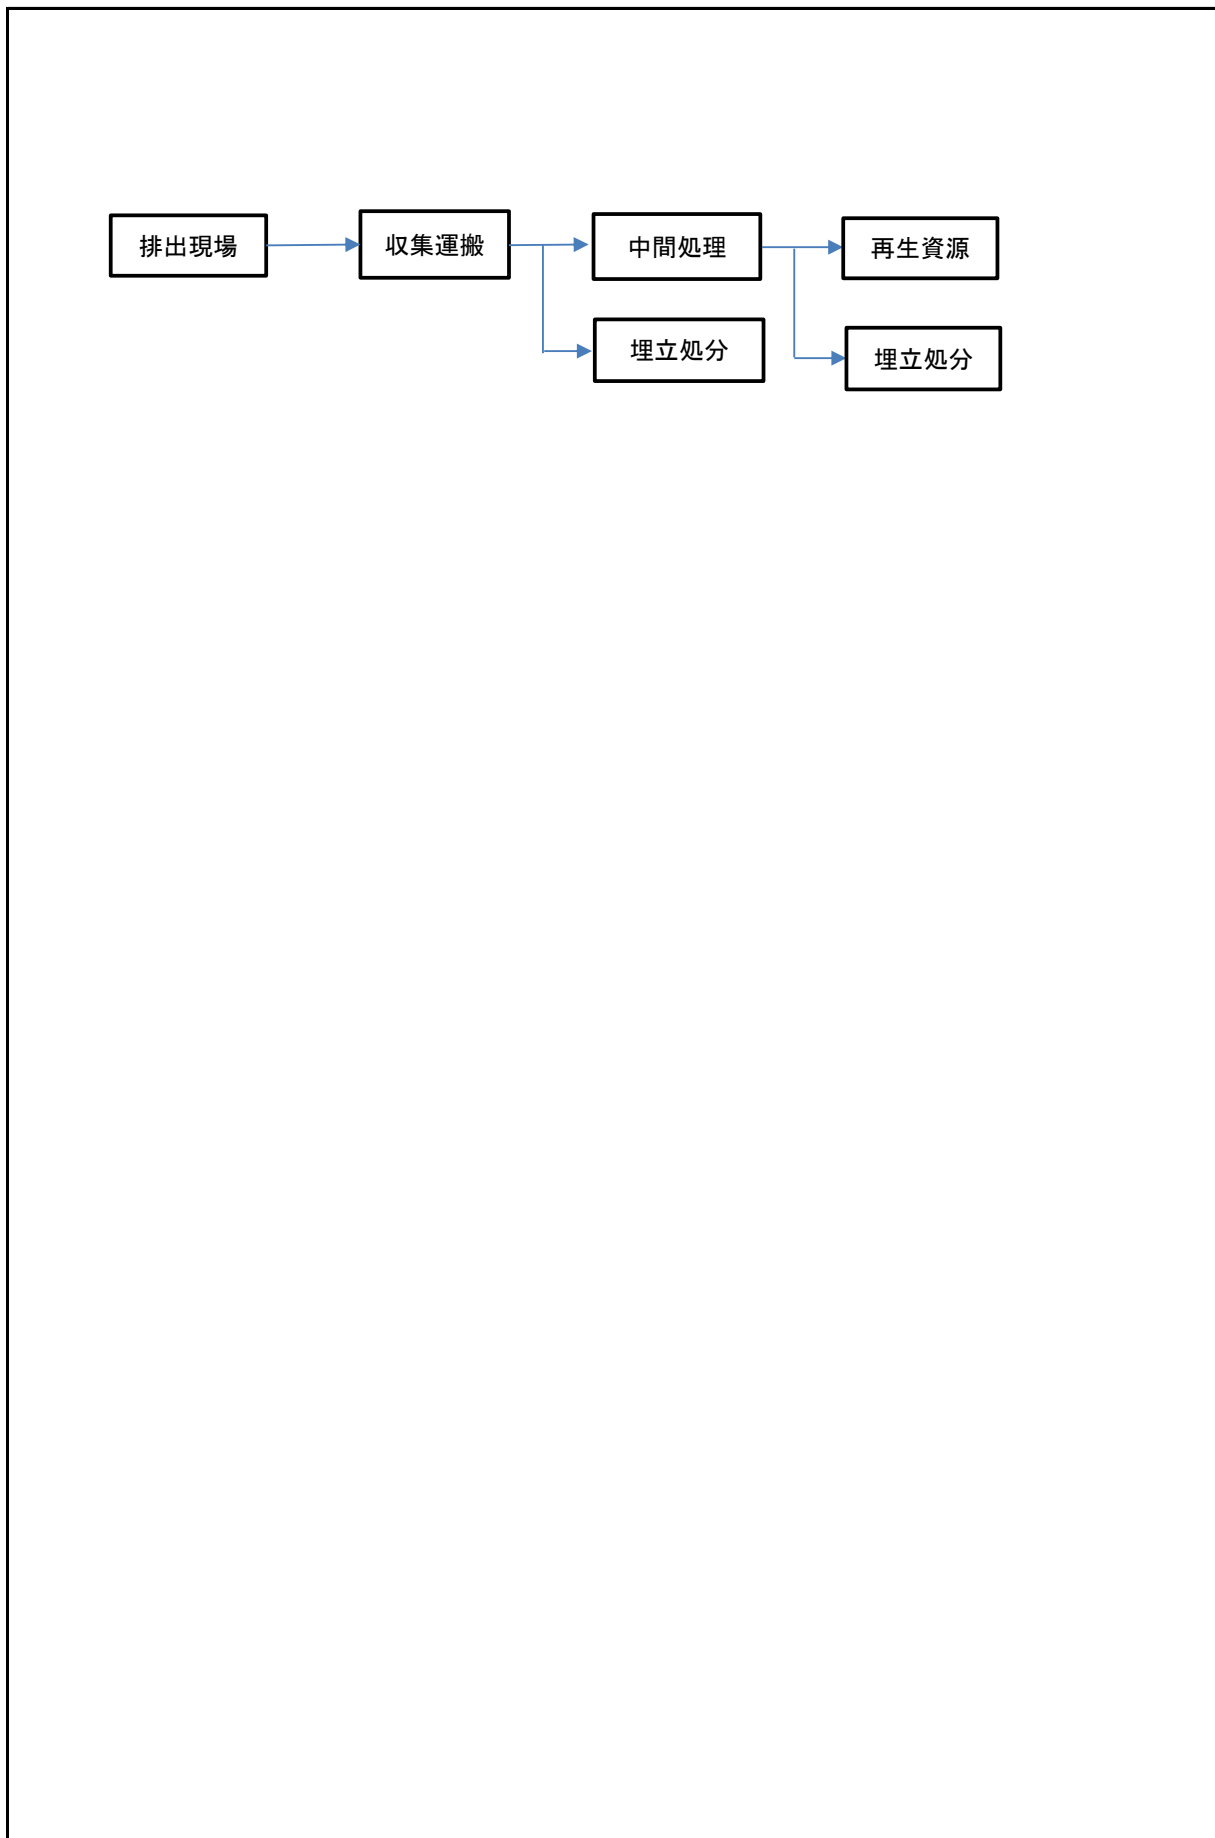 排出現場
収集運搬
中間処理
再生資源
埋立処分
埋立処分